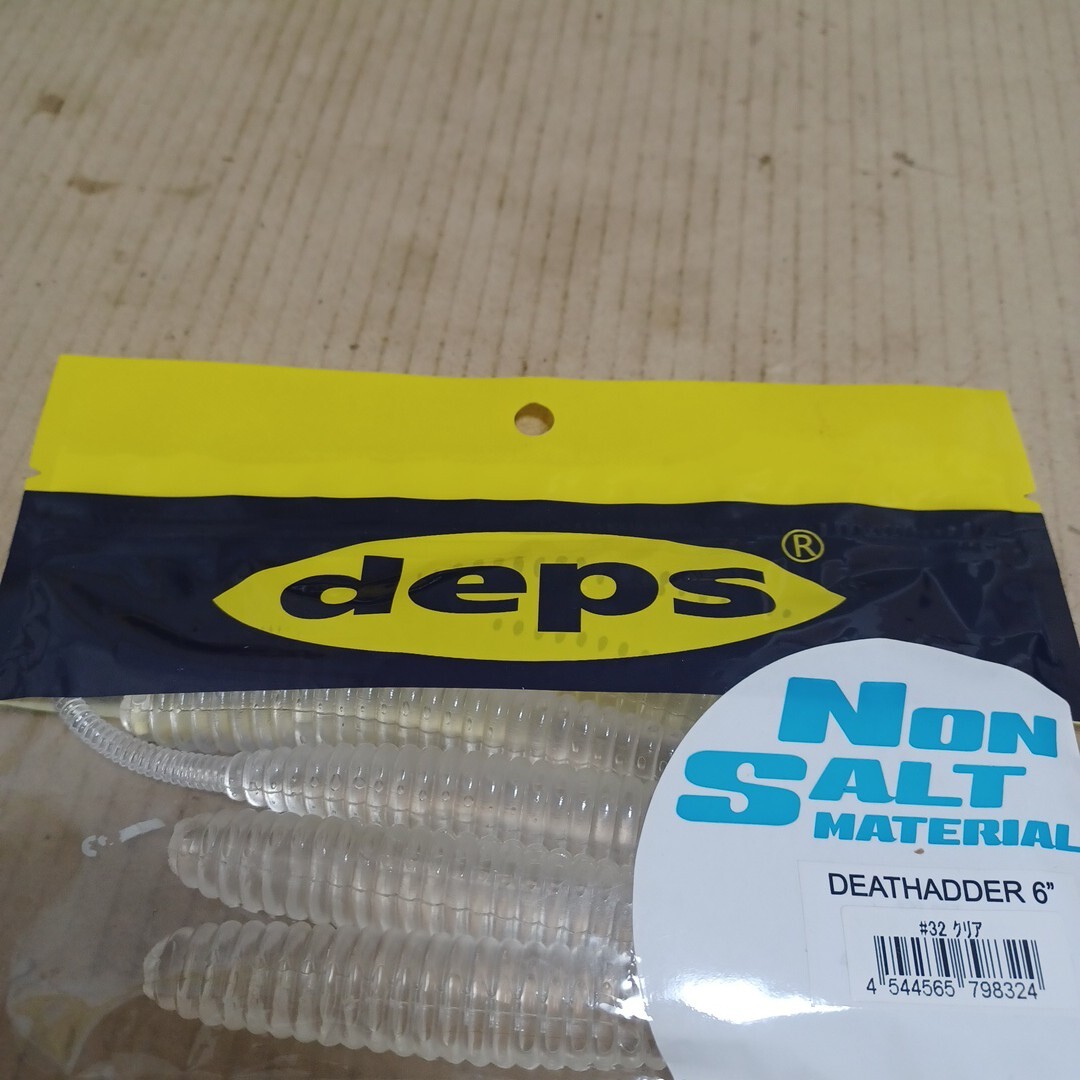 deps®
NON
SALT
MATERIAL
DEATHADDER 6”
#32 クリア
4 544565 798324